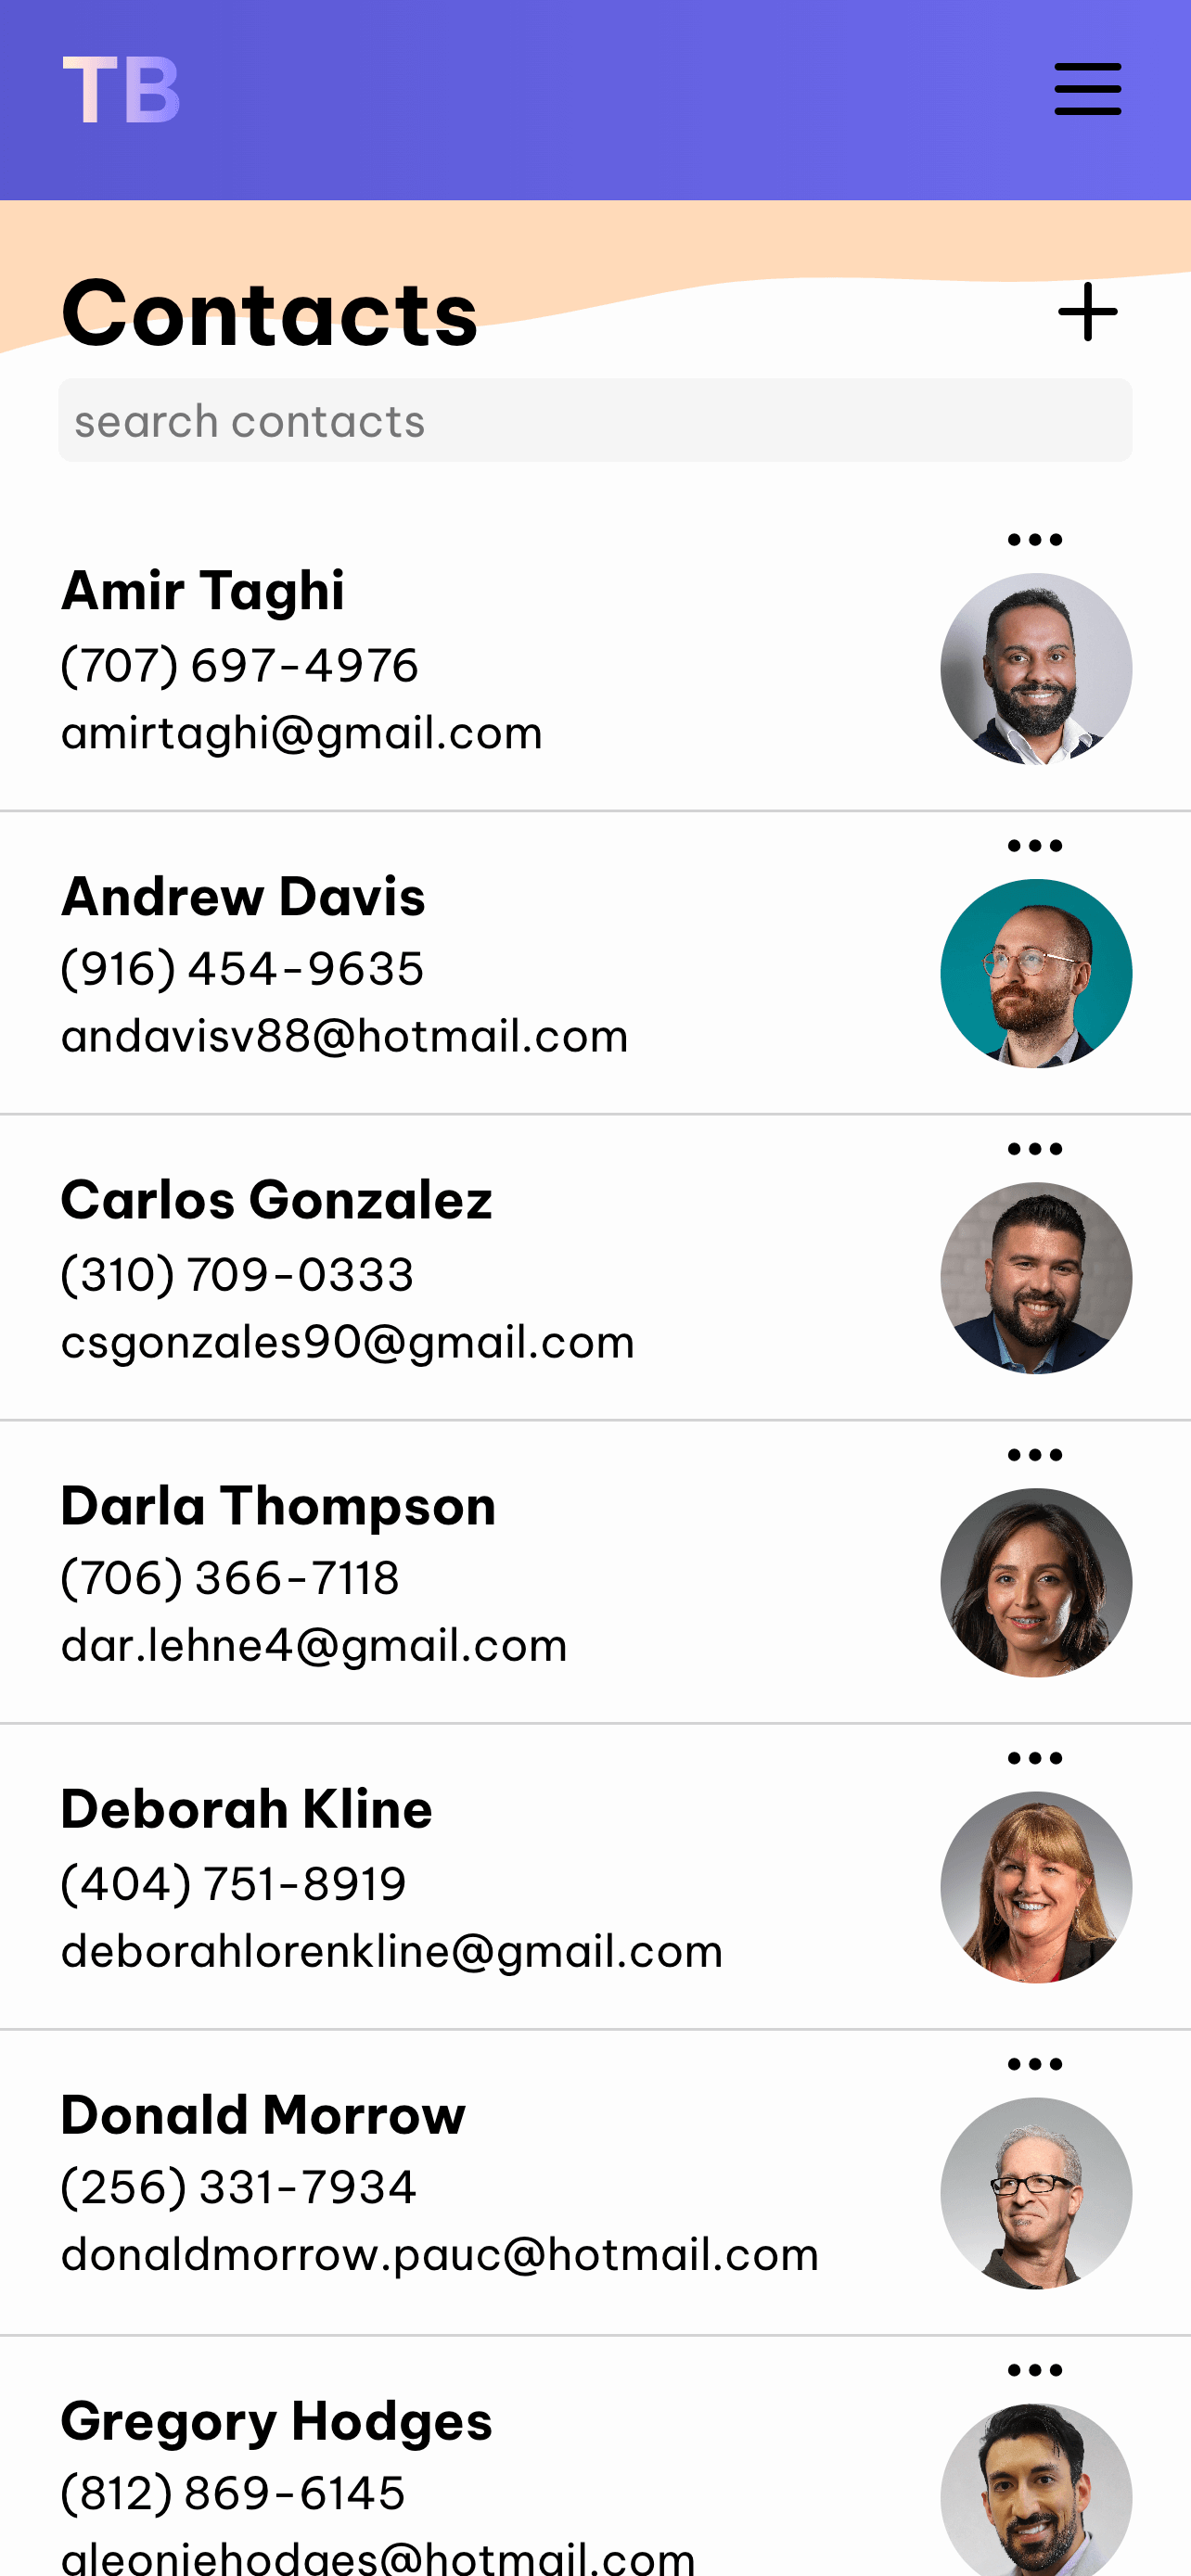 TB
Contacts
search contacts
Amir Taghi
(707) 697-4976
amirtaghi@gmail.com
Andrew Davis
(916) 454-9635
andavisv88@hotmail.com
Carlos Gonzalez
(310) 709-0333
csgonzales90@gmail.com
Darla Thompson
(706) 366-7118
dar.lehne4@gmail.com
Deborah Kline
(404) 751-8919
deborahlorenkline@gmail.com
Donald Morrow
(256) 331-7934
donaldmorrow.pauc@hotmail.com
Gregory Hodges
(812) 869-6145
gleoniehodges@hotmail.com